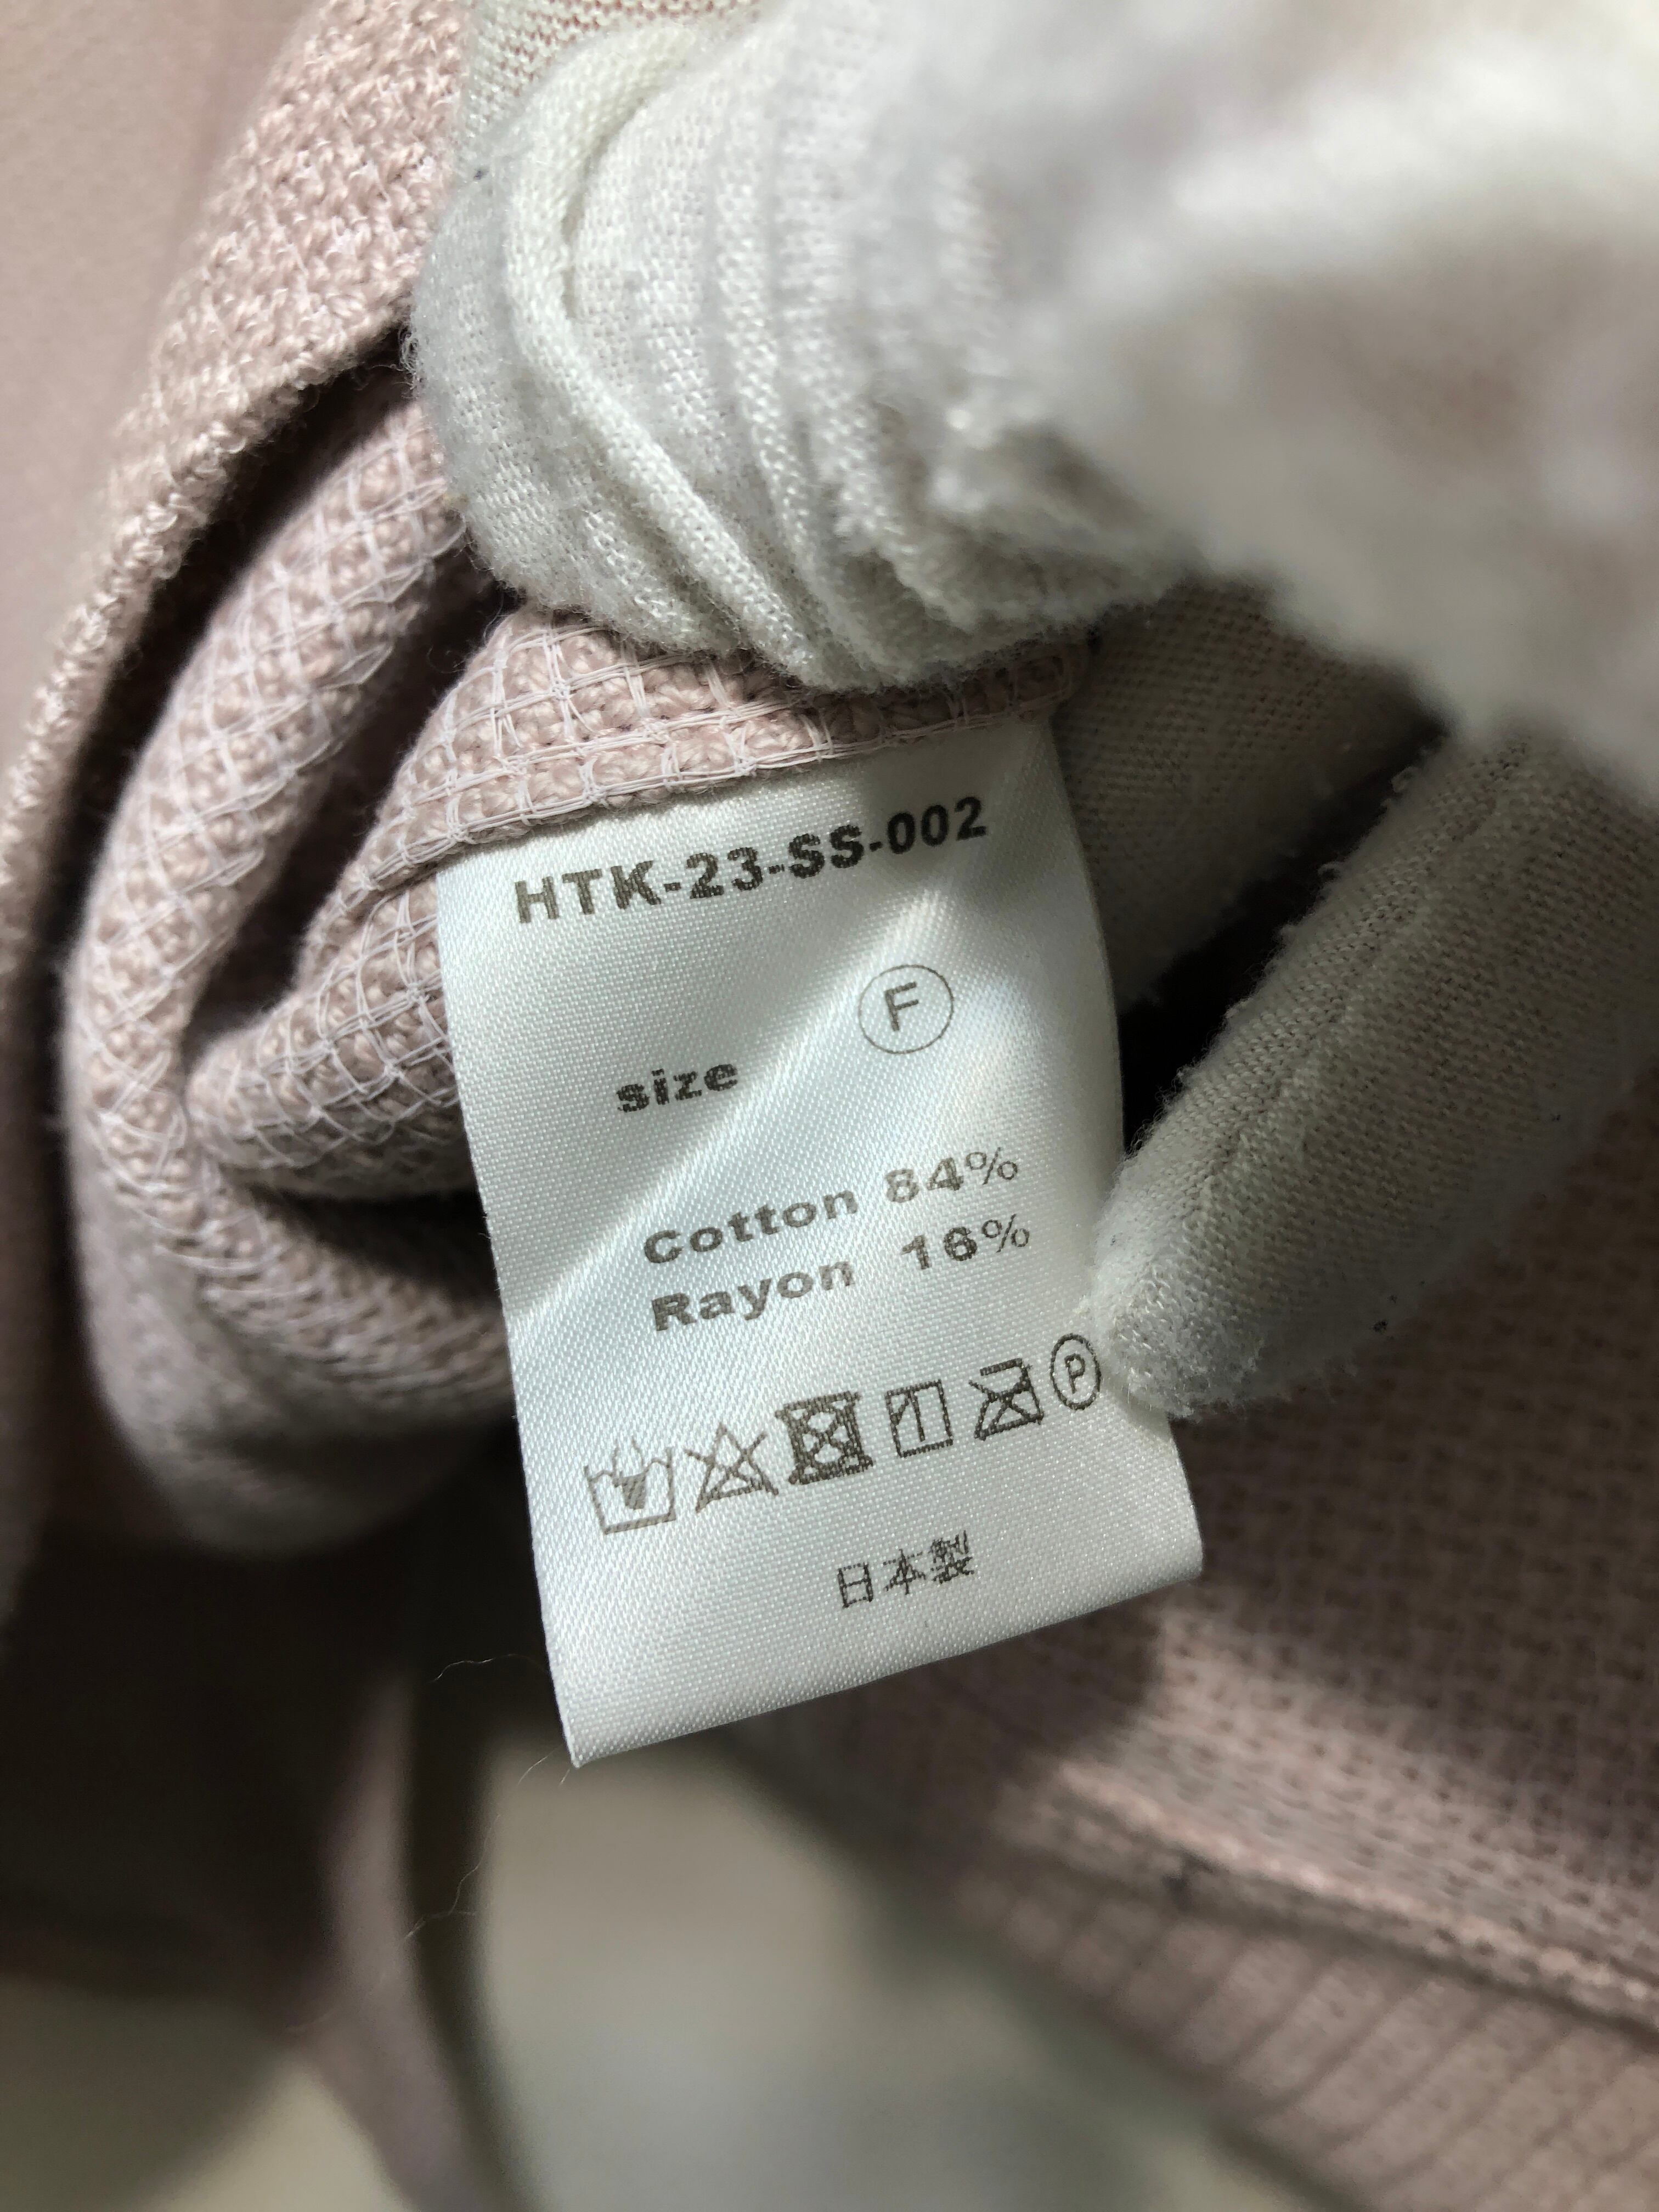 HTK-23-SS-002
F
size
Cotton 84%
Rayon 16%
P
日本製